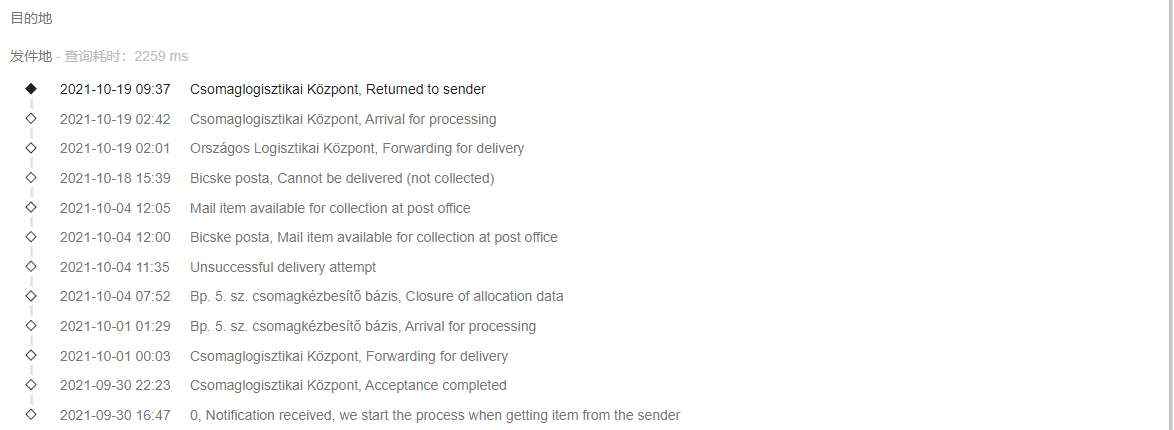 目的地
发件地 - 查询耗时：2259 ms
2021-10-19 09:37 Csomaglogisztikai Központ, Returned to sender
2021-10-19 02:42 Csomaglogisztikai Központ, Arrival for processing
2021-10-19 02:01 Országos Logisztikai Központ, Forwarding for delivery
2021-10-18 15:39 Bicske posta, Cannot be delivered (not collected)
2021-10-04 12:05 Mail item available for collection at post office
2021-10-04 12:00 Bicske posta, Mail item available for collection at post office
2021-10-04 11:35 Unsuccessful delivery attempt
2021-10-04 07:52 Bp. 5. sz. csomagkézbesítő bázis, Closure of allocation data
2021-10-01 01:29 Bp. 5. sz. csomagkézbesítő bázis, Arrival for processing
2021-10-01 00:03 Csomaglogisztikai Központ, Forwarding for delivery
2021-09-30 22:23 Csomaglogisztikai Központ, Acceptance completed
2021-09-30 16:47 0, Notification received, we start the process when getting item from the sender